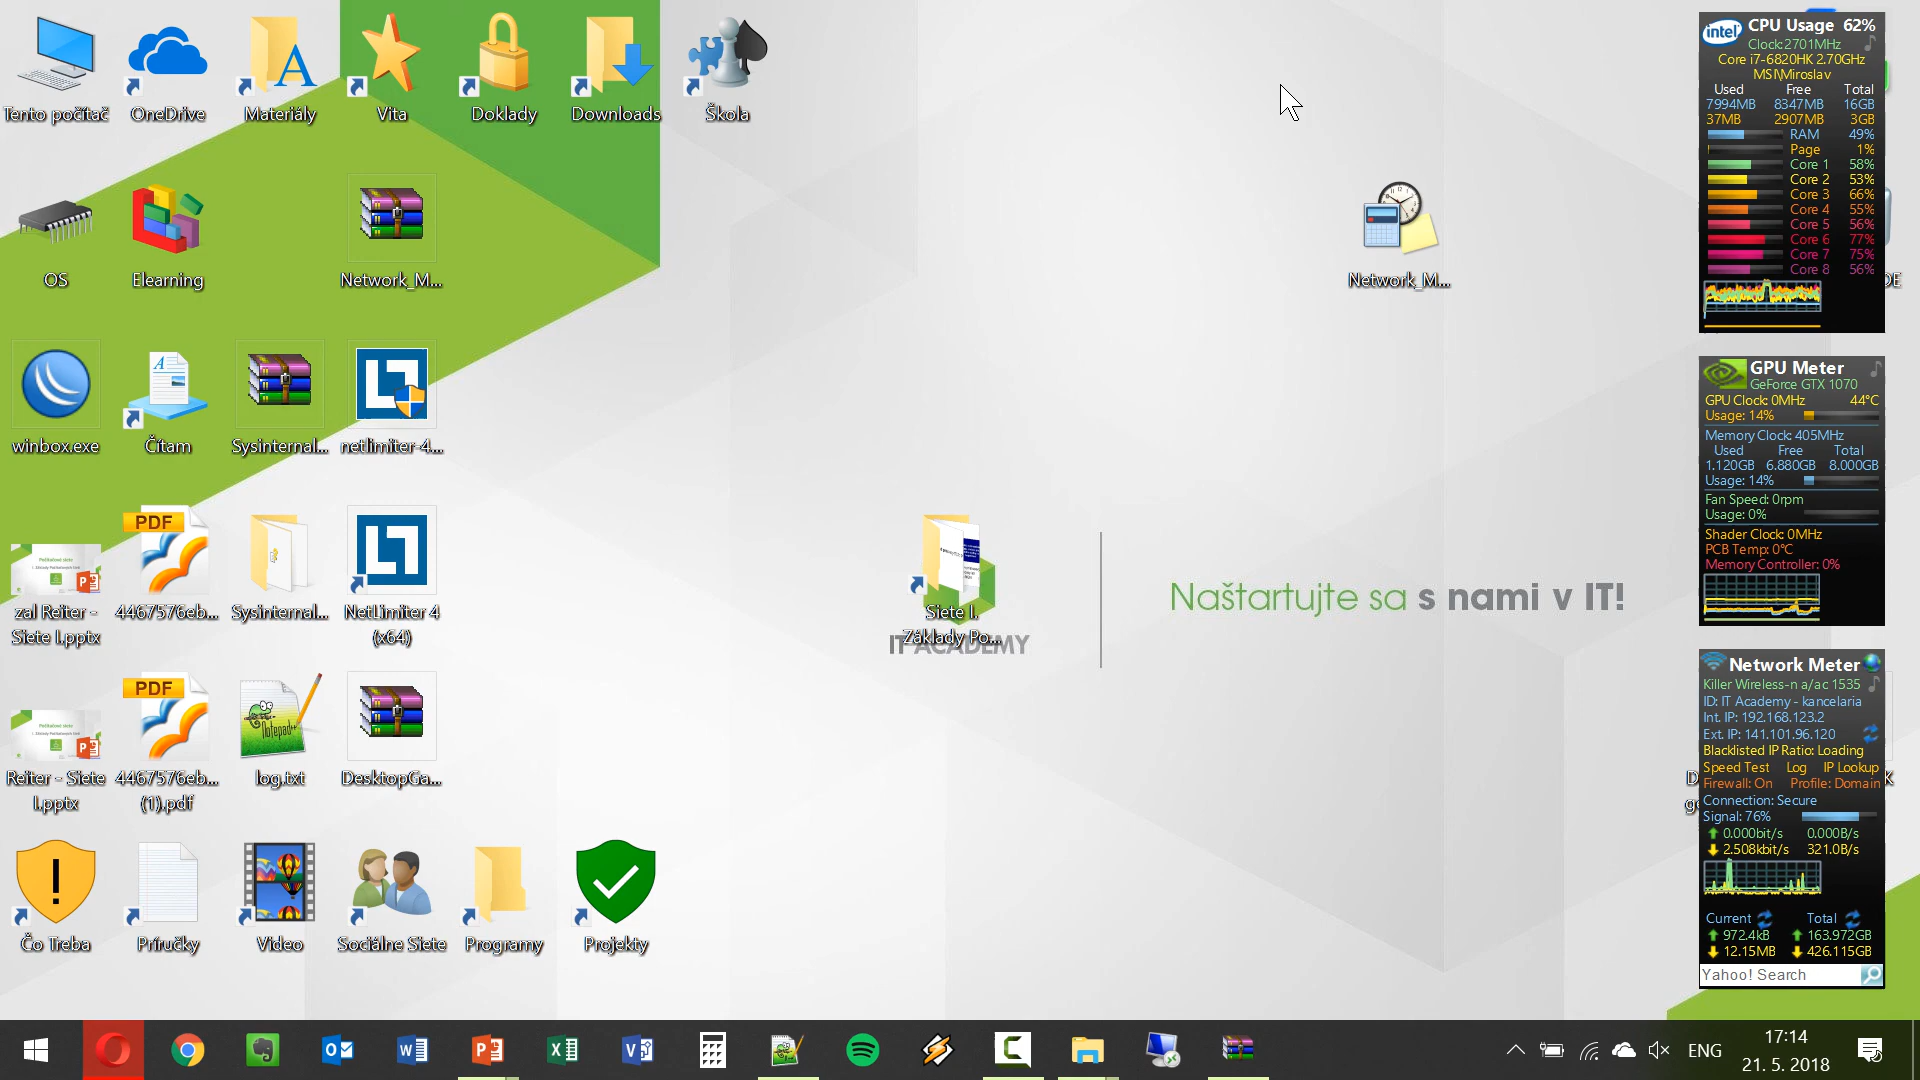 Tento počítač
OneDrive
Materiály
Vita
Doklady
Downloads
Škola
OS
Elearning
Network_M...
Network_M...
winbox.exe
Čítam
Sysinternal...
netlimiter-4...
zal Reiter -
Siete I.pptx
4467576eb...
Sysinternal...
NetLimiter 4
(x64)
Siete I.
Základy Po...
IT ACADEMY
Naštartujte sa s nami v IT!
Reiter - Siete
I.pptx
4467576eb...
(1).pdf
log.txt
DesktopGa...
Čo Treba
Príručky
Video
Sociálne Siete
Programy
Projekty
PDF
PDF
intel
CPU Usage 62%
Clock: 2701MHz
Core i7-6820HK 2.70GHz
MSI\Miroslav
Used Free Total
7994MB 8347MB 16GB
37MB 2907MB 3GB
RAM 49%
Page 1%
Core 1 58%
Core 2 53%
Core 3 66%
Core 4 55%
Core 5 56%
Core 6 77%
Core 7 75%
Core 8 56%
GPU Meter
GeForce GTX 1070
GPU Clock: 0MHz 44°C
Usage: 14%
Memory Clock: 405MHz
Used Free Total
1.120GB 6.880GB 8.000GB
Usage: 14%
Fan Speed: 0rpm
Usage: 0%
Shader Clock: 0MHz
PCB Temp: 0°C
Memory Controller: 0%
Network Meter
Killer Wireless-n a/ac 1535
ID: IT Academy - kancelaria
Int. IP: 192.168.123.2
Ext. IP: 141.101.96.120
Blacklisted IP Ratio: Loading
Speed Test Log IP Lookup
Firewall: On Profile: Domain
Connection: Secure
Signal: 76%
0.000bit/s 0.000B/s
2.508kbit/s 321.0B/s
Current Total
972.4kB 163.972GB
12.15MB 426.115GB
Yahoo! Search
ENG
17:14
21. 5. 2018